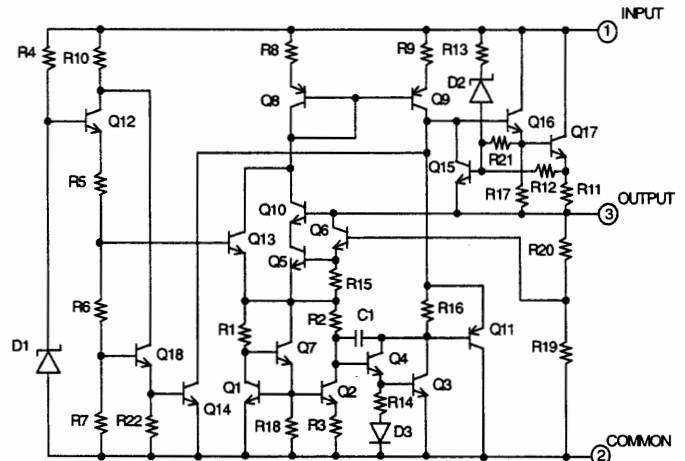 INPUT
1
R4
R10
R8
R9
R13
D2
Q8
Q9
Q12
Q16
Q17
R21
Q15
R5
R12
R11
R17
OUTPUT
3
Q10
Q6
Q13
R20
Q5
R15
R6
R16
R2
C1
R1
Q11
D1
Q7
R19
Q18
Q4
Q1
Q2
Q3
Q14
R14
R7
R22
R18
R3
D3
COMMON
2